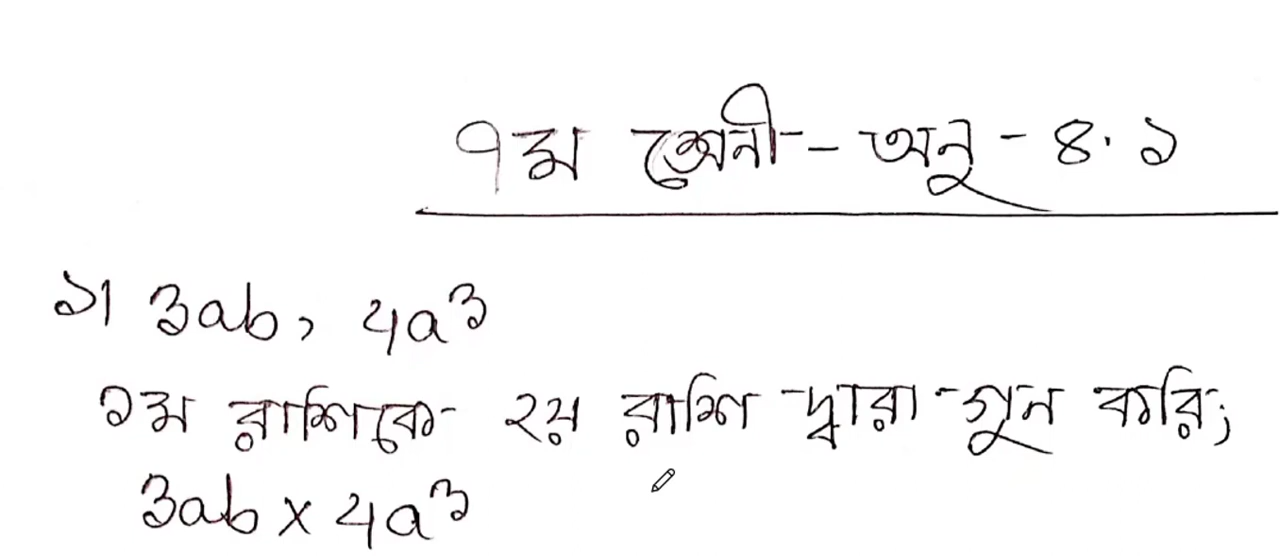 ৭ম শ্রেনী - অনু - ৪.১
১। 3ab, 4a³
১ম রাশিকে ২য় রাশি দ্বারা গুন করি;
3ab × 4a³